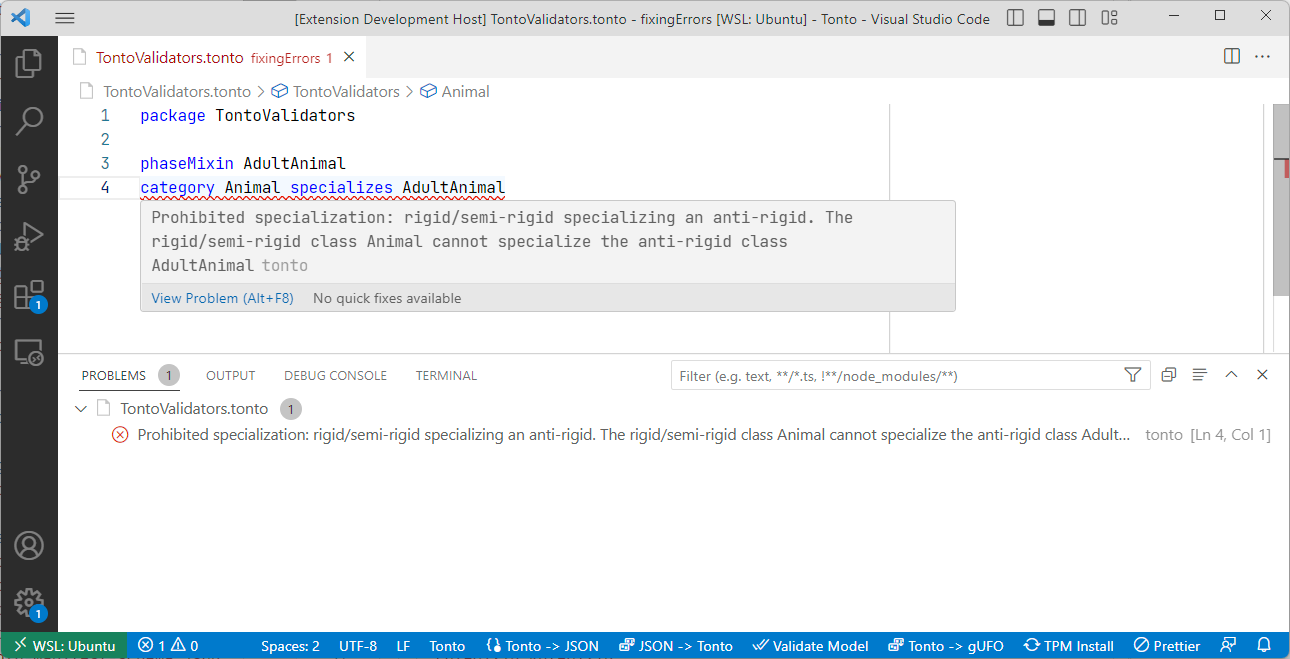 [Extension Development Host] TontoValidators.tonto - fixingErrors [WSL: Ubuntu] - Tonto - Visual Studio Code
TontoValidators.tonto fixingErrors 1
TontoValidators.tonto > TontoValidators > Animal
1 package TontoValidators
2
3 phaseMixin AdultAnimal
4 category Animal specializes AdultAnimal
Prohibited specialization: rigid/semi-rigid specializing an anti-rigid. The
rigid/semi-rigid class Animal cannot specialize the anti-rigid class
AdultAnimal tonto
View Problem (Alt+F8) No quick fixes available
1
PROBLEMS 1 OUTPUT DEBUG CONSOLE TERMINAL Filter (e.g. text, **/*.ts, !**/node_modules/**)
TontoValidators.tonto 1
Prohibited specialization: rigid/semi-rigid specializing an anti-rigid. The rigid/semi-rigid class Animal cannot specialize the anti-rigid class Adult... tonto [Ln 4, Col 1]
1
WSL: Ubuntu 1 0 Spaces: 2 UTF-8 LF Tonto Tonto -> JSON JSON -> Tonto Validate Model Tonto -> gUFO TPM Install Prettier